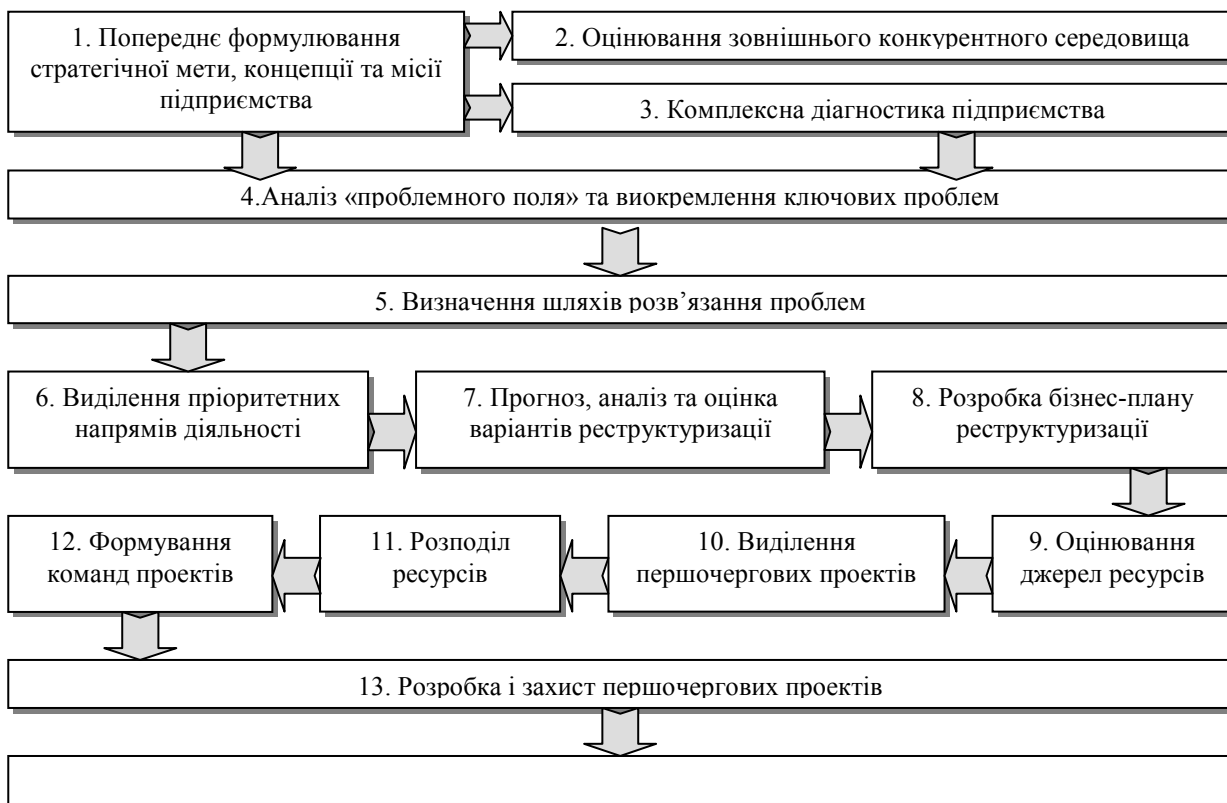 1. Попереднє формулювання
стратегічної мети, концепції та місії
підприємства
2. Оцінювання зовнішнього конкурентного середовища
3. Комплексна діагностика підприємства
4.Аналіз «проблемного поля» та виокремлення ключових проблем
5. Визначення шляхів розв’язання проблем
6. Виділення пріоритетних
напрямів діяльності
7. Прогноз, аналіз та оцінка
варіантів реструктуризації
8. Розробка бізнес-плану
реструктуризації
12. Формування
команд проектів
11. Розподіл
ресурсів
10. Виділення
першочергових проектів
9. Оцінювання
джерел ресурсів
13. Розробка і захист першочергових проектів